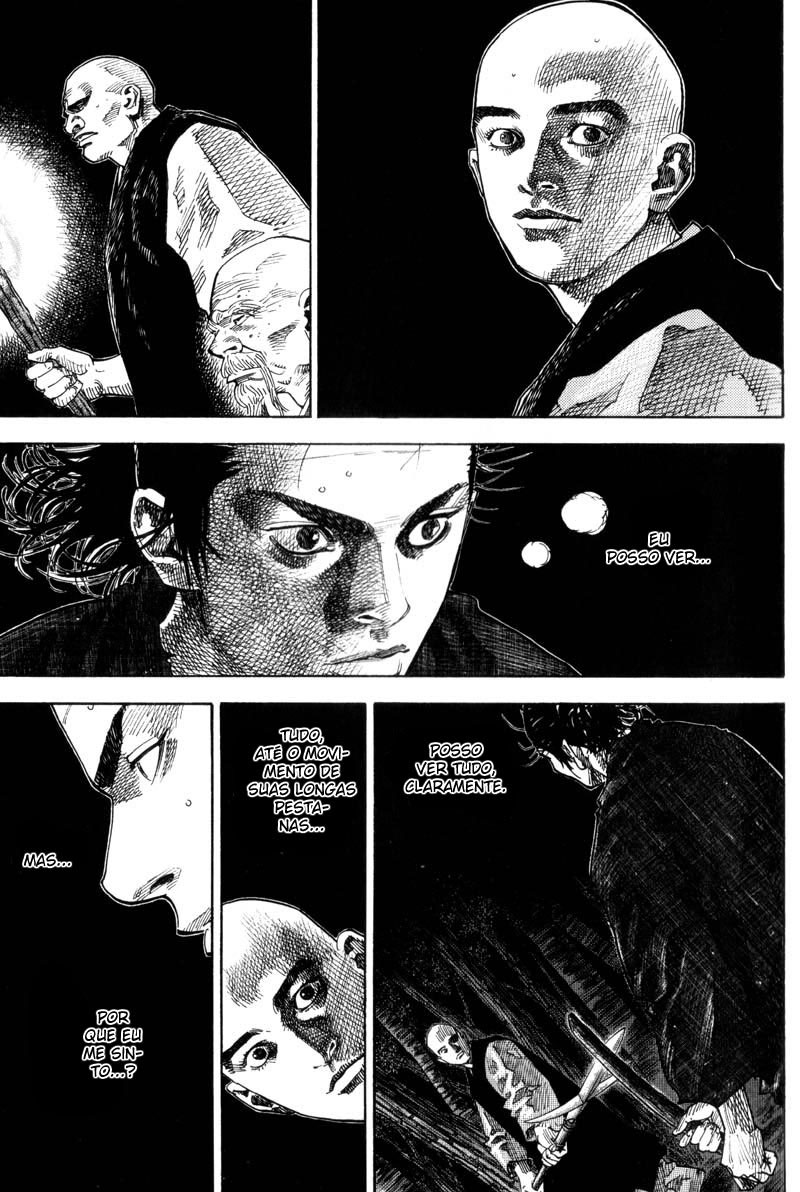 EU
POSSO VER...
POSSO
VER TUDO,
CLARAMENTE.
TUDO,
ATÉ O MOVI-
MENTO DE
SUAS LONGAS
PESTA-
NAS...
MAS...
POR
QUE EU
ME SIN-
TO...?